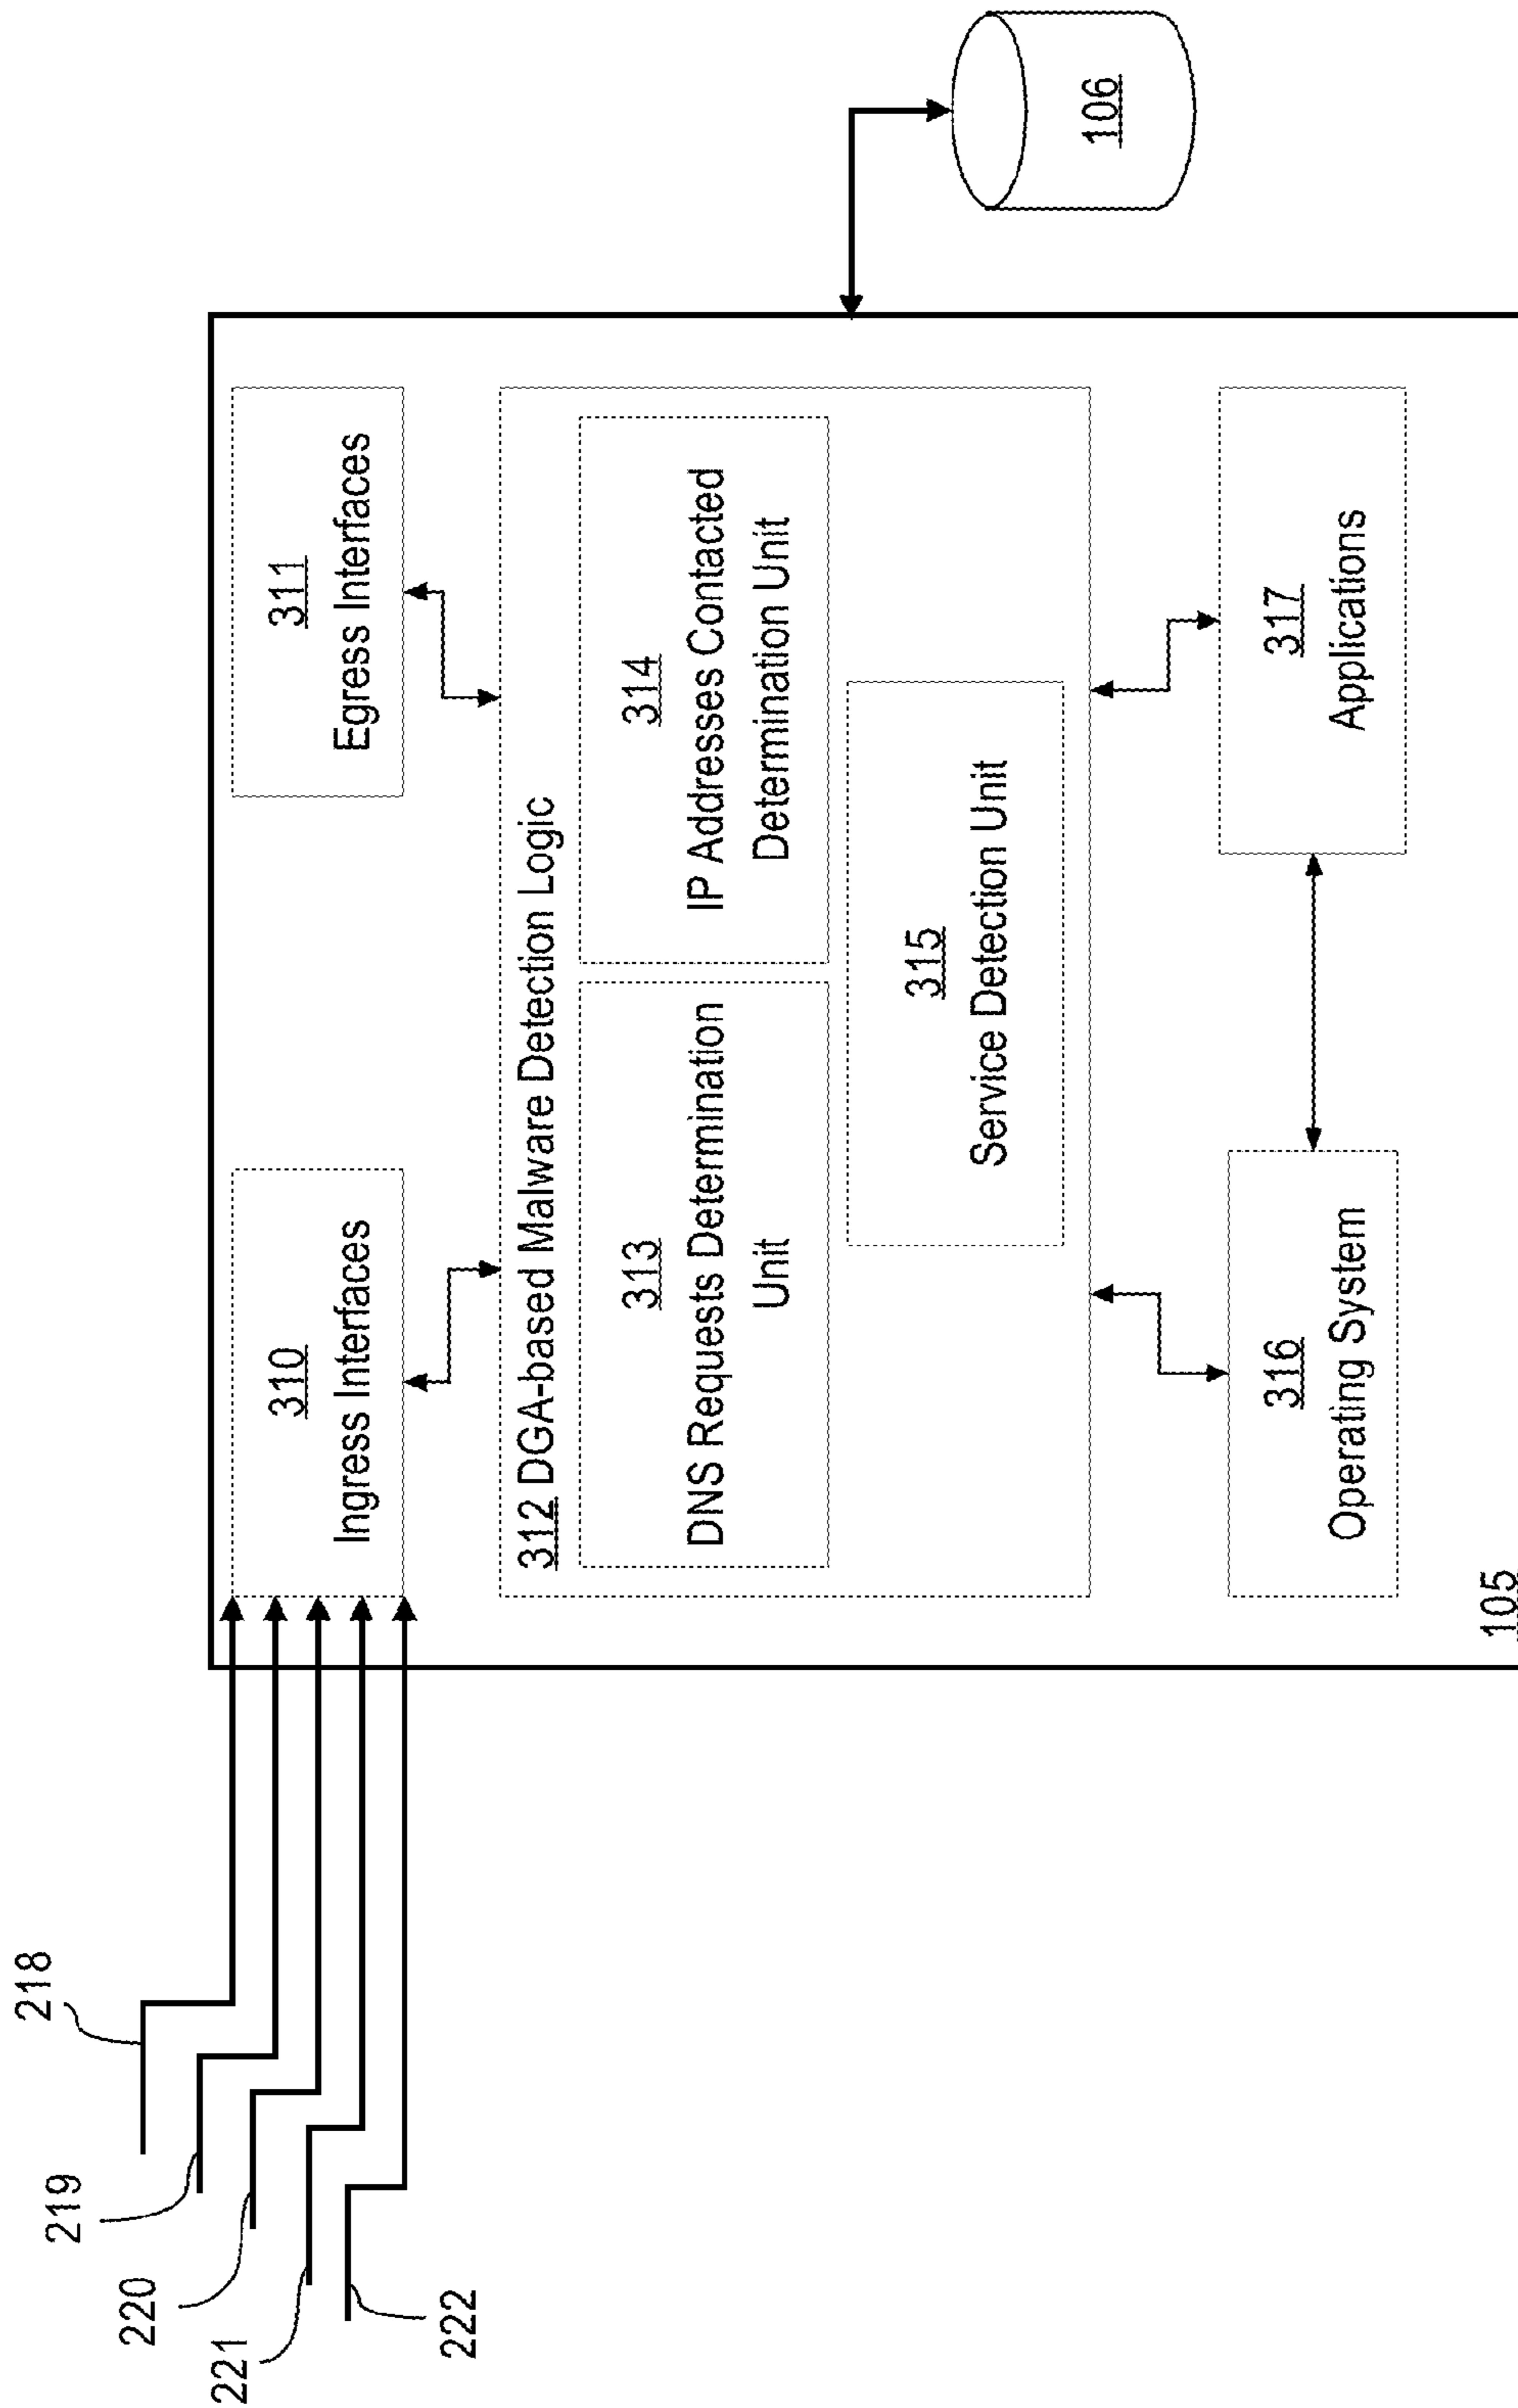 218
219
220
221
222
310
Ingress Interfaces
311
Egress Interfaces
312 DGA-based Malware Detection Logic
313
DNS Requests Determination
Unit
314
IP Addresses Contacted
Determination Unit
315
Service Detection Unit
316
Operating System
317
Applications
105
106